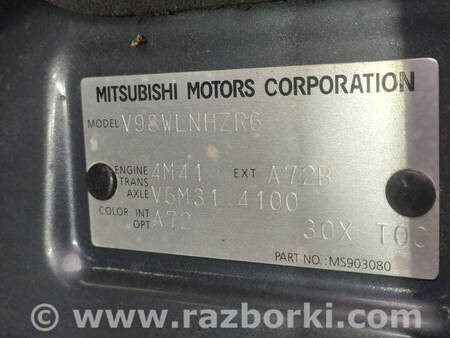 MITSUBISHI MOTORS CORPORATION
MODEL V98WLNHZR6
ENGINE 4M41 EXT A72B
TRANS AXLE V5M31 4100
COLOR INT OPT A72 30X T0C
PART NO.:MS903080
© www.razborki.com